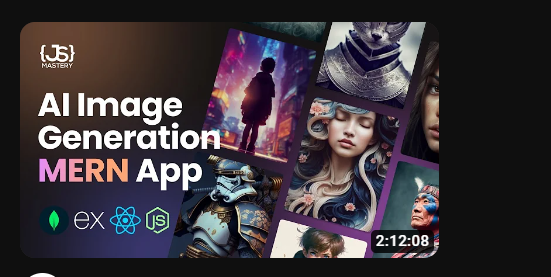 {JS}
MASTERY
AI Image
Generation
MERN App
ex
JS
2:12:08